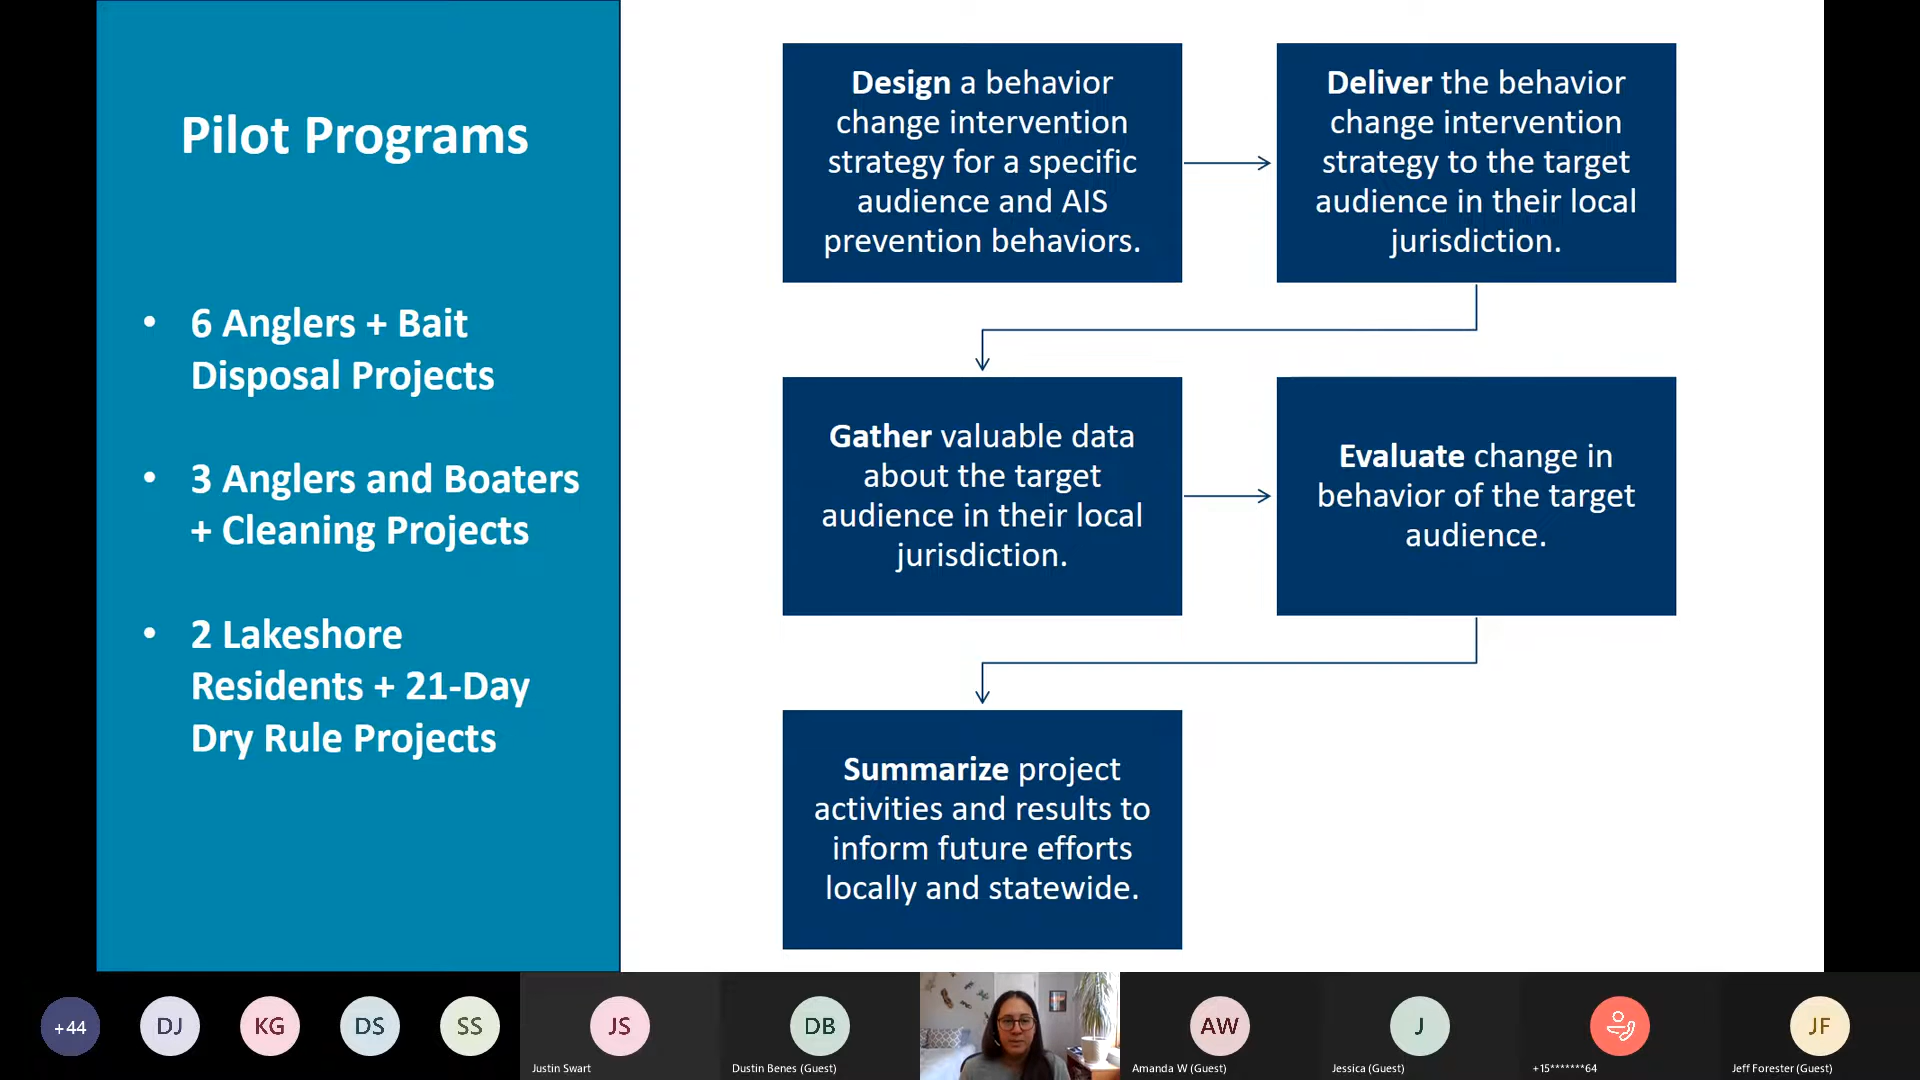 Pilot Programs
• 6 Anglers + Bait
Disposal Projects
• 3 Anglers and Boaters
+ Cleaning Projects
• 2 Lakeshore
Residents + 21-Day
Dry Rule Projects
Design a behavior
change intervention
strategy for a specific
audience and AIS
prevention behaviors.
Deliver the behavior
change intervention
strategy to the target
audience in their local
jurisdiction.
Gather valuable data
about the target
audience in their local
jurisdiction.
Evaluate change in
behavior of the target
audience.
Summarize project
activities and results to
inform future efforts
locally and statewide.
+44
DJ
KG
DS
SS
JS
Justin Swart
DB
Dustin Benes (Guest)
AW
Amanda W (Guest)
J
Jessica (Guest)
+15*******64
JF
Jeff Forester (Guest)